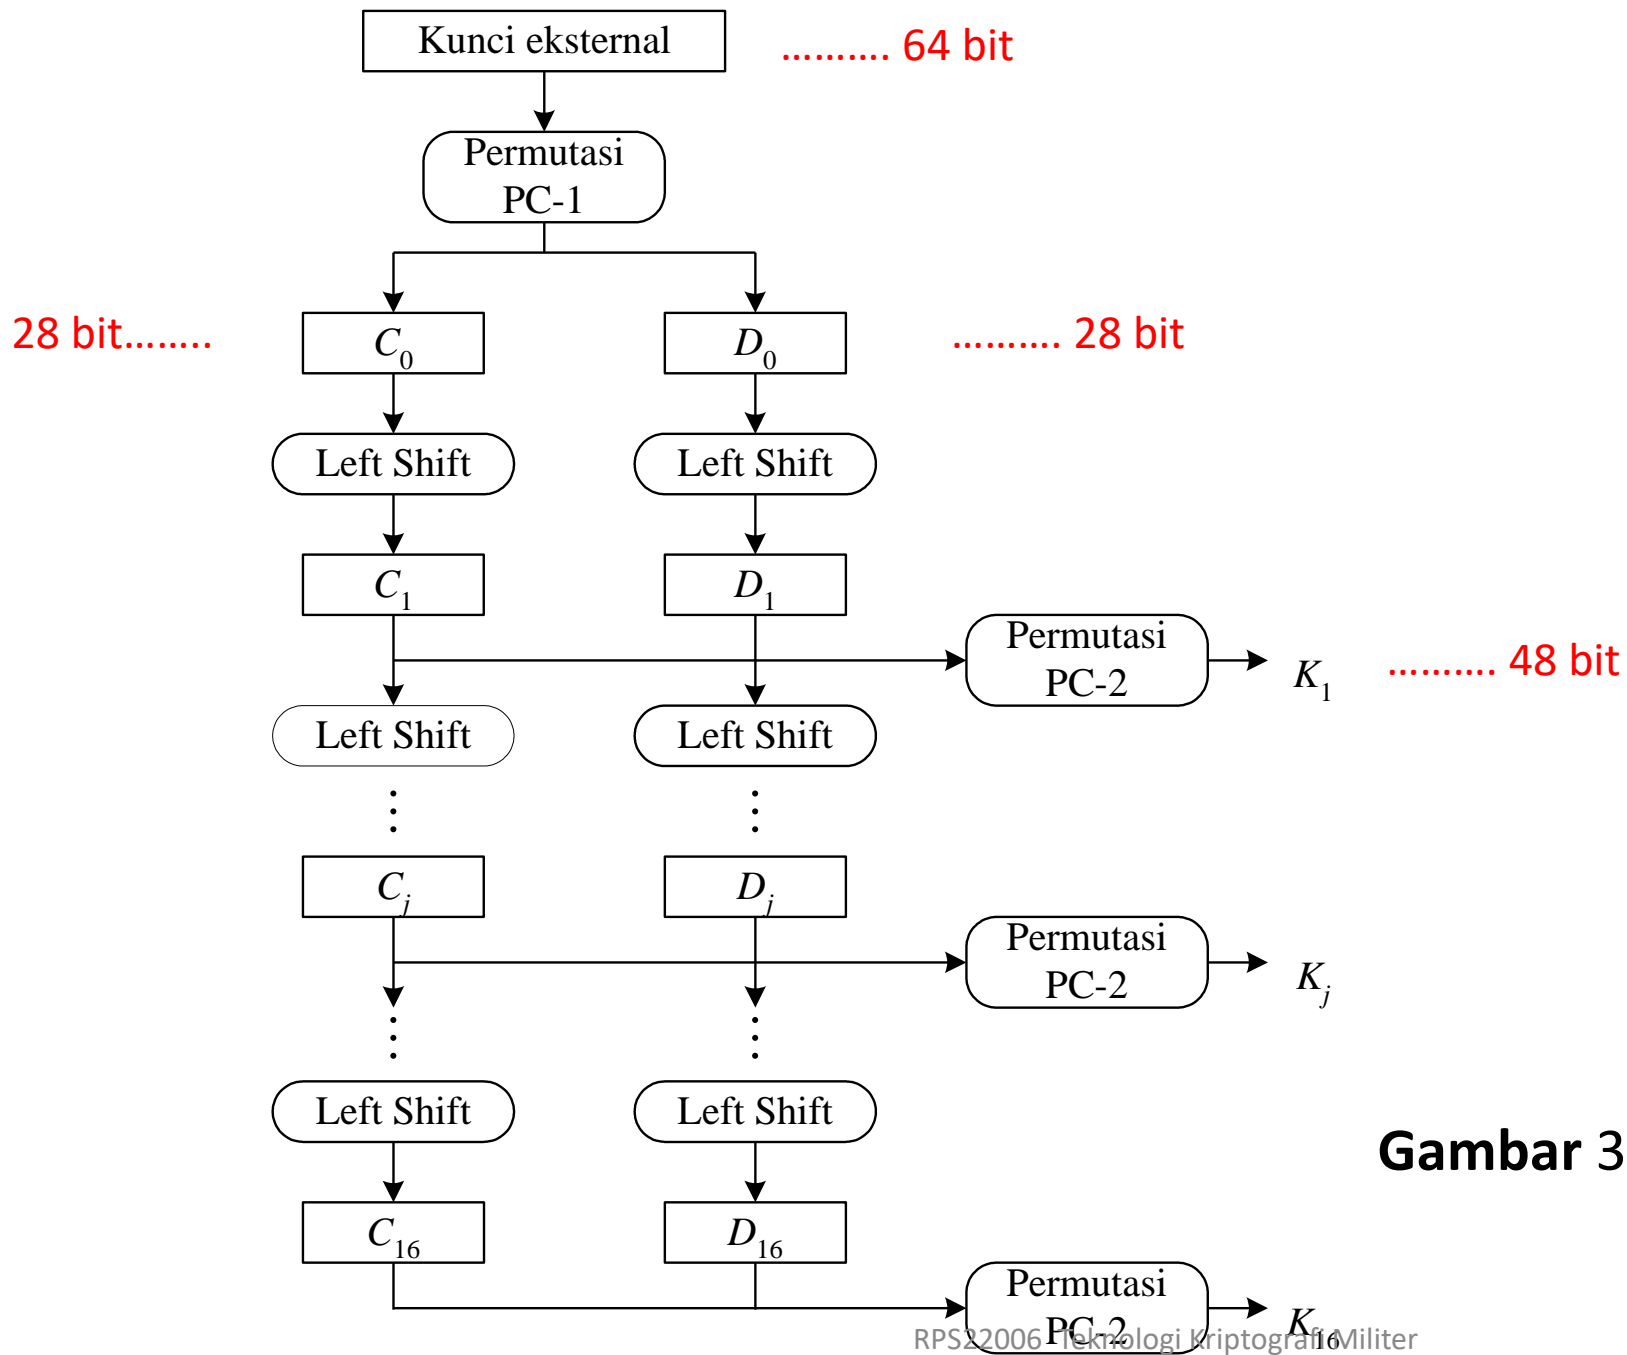 Kunci eksternal
………. 64 bit
Permutasi
PC-1
28 bit……..
C0
D0
………. 28 bit
Left Shift
Left Shift
C1
D1
Permutasi
PC-2
K1
………. 48 bit
Left Shift
Left Shift
Cj
Dj
Permutasi
PC-2
Kj
Left Shift
Left Shift
Gambar 3
C16
D16
Permutasi
PC-2
K16
RPS22006 Teknologi Kriptografi Militer